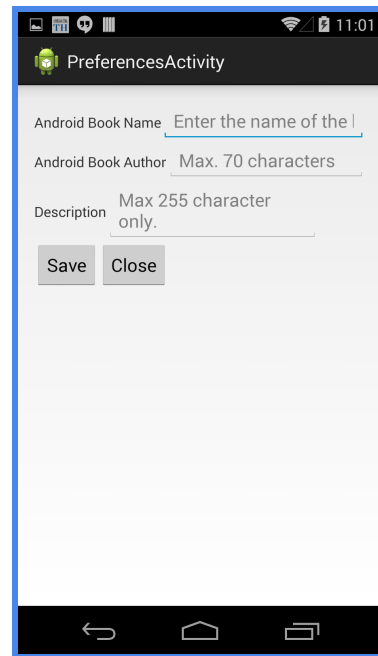 TH
11:01
PreferencesActivity
Android Book Name Enter the name of the
Android Book Author Max. 70 characters
Description Max 255 character
only.
Save Close